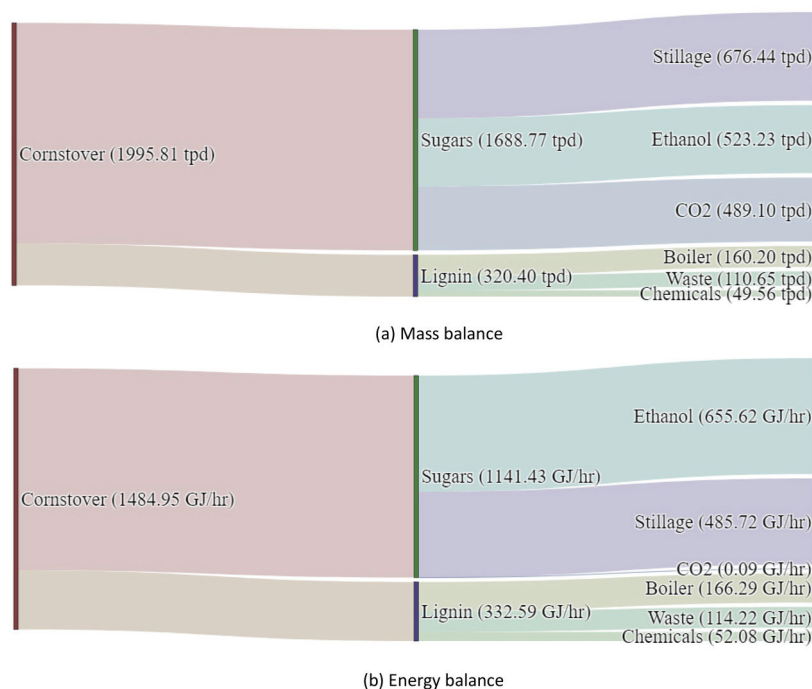 Stillage (676.44 tpd)
Cornstover (1995.81 tpd)
Sugars (1688.77 tpd)
Ethanol (523.23 tpd)
CO2 (489.10 tpd)
Boiler (160.20 tpd)
Lignin (320.40 tpd)
Waste (110.65 tpd)
Chemicals (49.56 tpd)
(a) Mass balance
Ethanol (655.62 GJ/hr)
Cornstover (1484.95 GJ/hr)
Sugars (1141.43 GJ/hr)
Stillage (485.72 GJ/hr)
CO2 (0.09 GJ/hr)
Boiler (166.29 GJ/hr)
Lignin (332.59 GJ/hr)
Waste (114.22 GJ/hr)
Chemicals (52.08 GJ/hr)
(b) Energy balance